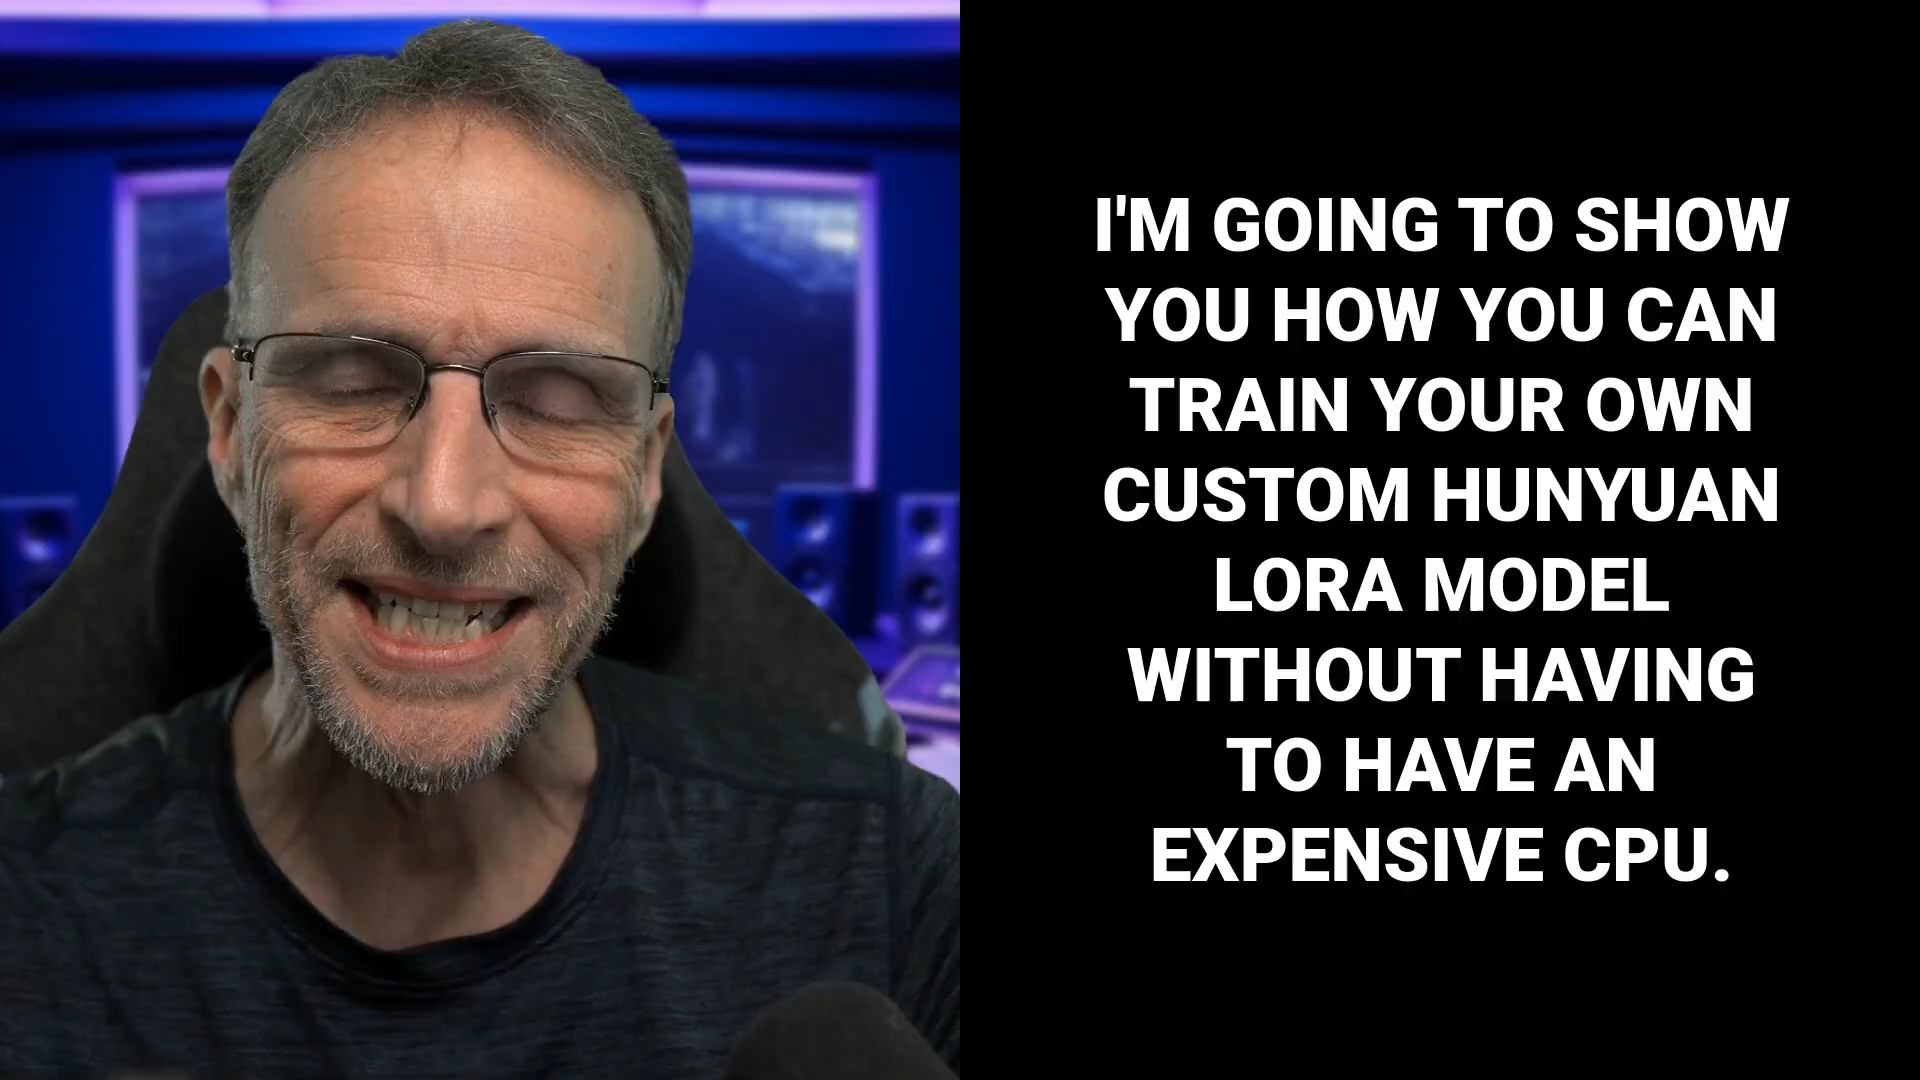 I'M GOING TO SHOW
YOU HOW YOU CAN
TRAIN YOUR OWN
CUSTOM HUNYUAN
LORA MODEL
WITHOUT HAVING
TO HAVE AN
EXPENSIVE CPU.